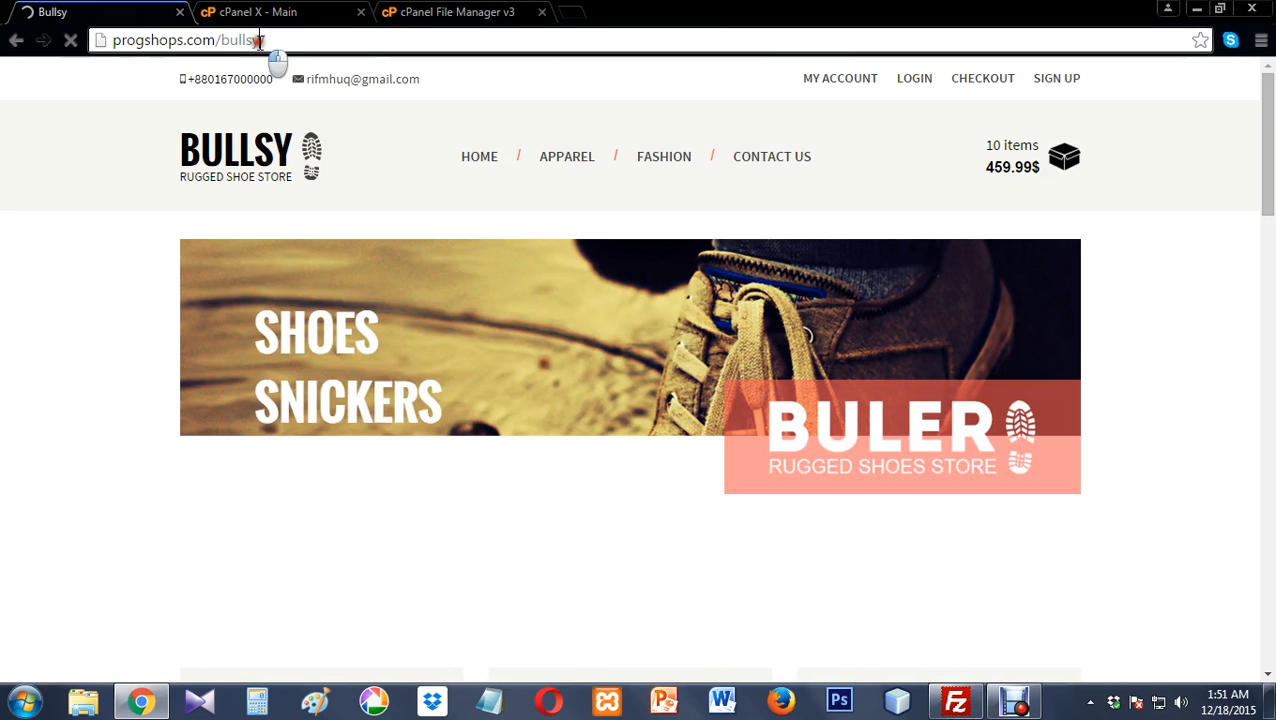 Bullsy
cPanel X - Main
cPanel File Manager v3
progshops.com/bullsy
+880167000000 rifmhuq@gmail.com
MY ACCOUNT LOGIN CHECKOUT SIGN UP
BULLSY
RUGGED SHOE STORE
HOME / APPAREL / FASHION / CONTACT US
10 items
459.99$
SHOES
SNICKERS
BULER
RUGGED SHOES STORE
1:51 AM
12/18/2015